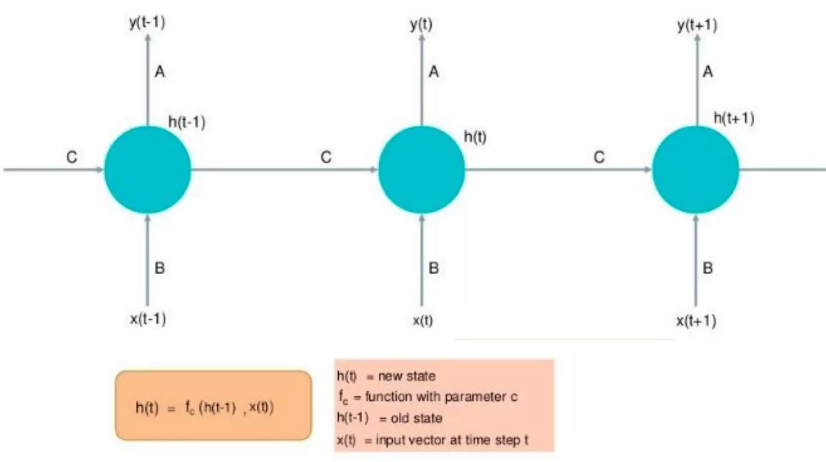 y(t-1) y(t) y(t+1)
A A A
h(t-1) h(t) h(t+1)
C C C
B B B
x(t-1) x(t) x(t+1)
h(t) = fc (h(t-1) , x(t))
h(t) = new state
fc = function with parameter c
h(t-1) = old state
x(t) = input vector at time step t